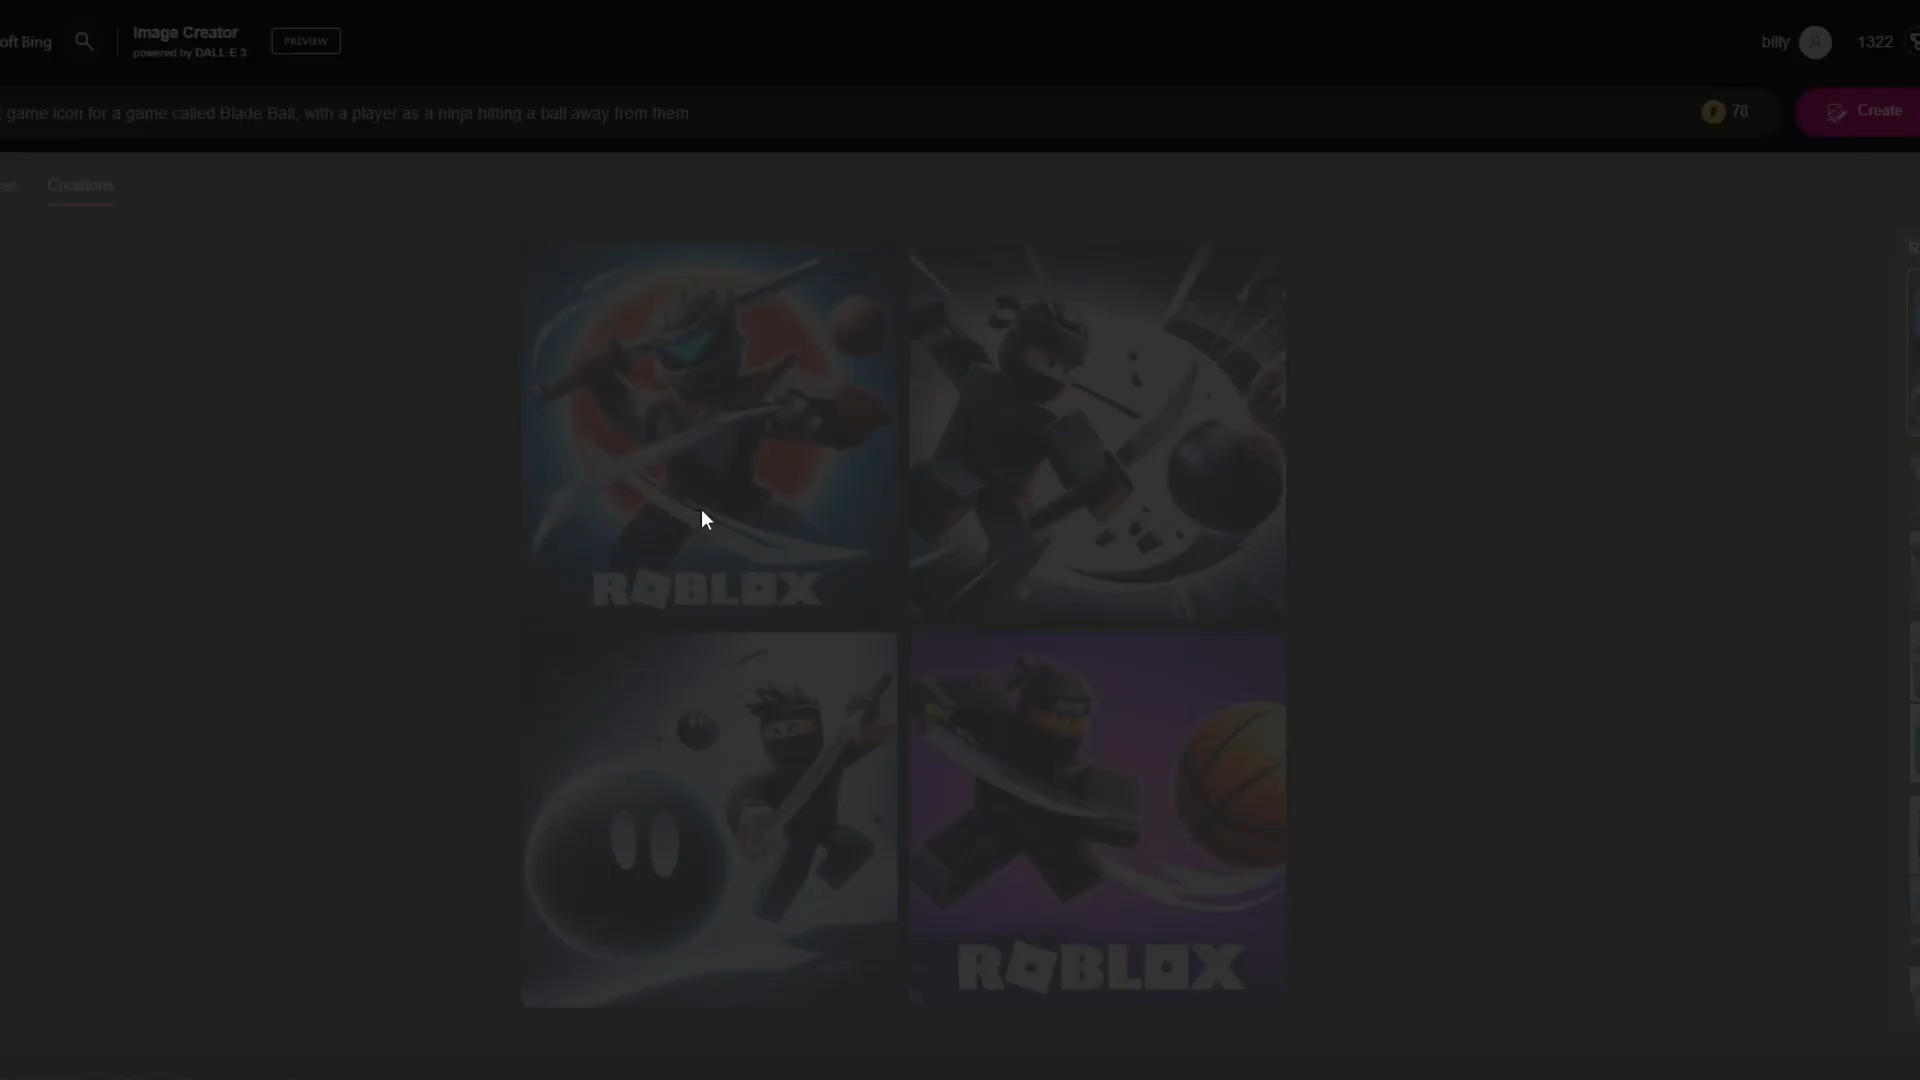 oft Bing
Image Creator
powered by DALL·E 3
PREVIEW
billy
1322
game icon for a game called Blade Ball, with a player as a ninja hitting a ball away from them
78
Create
Creations
ROBLOX
ROBLOX